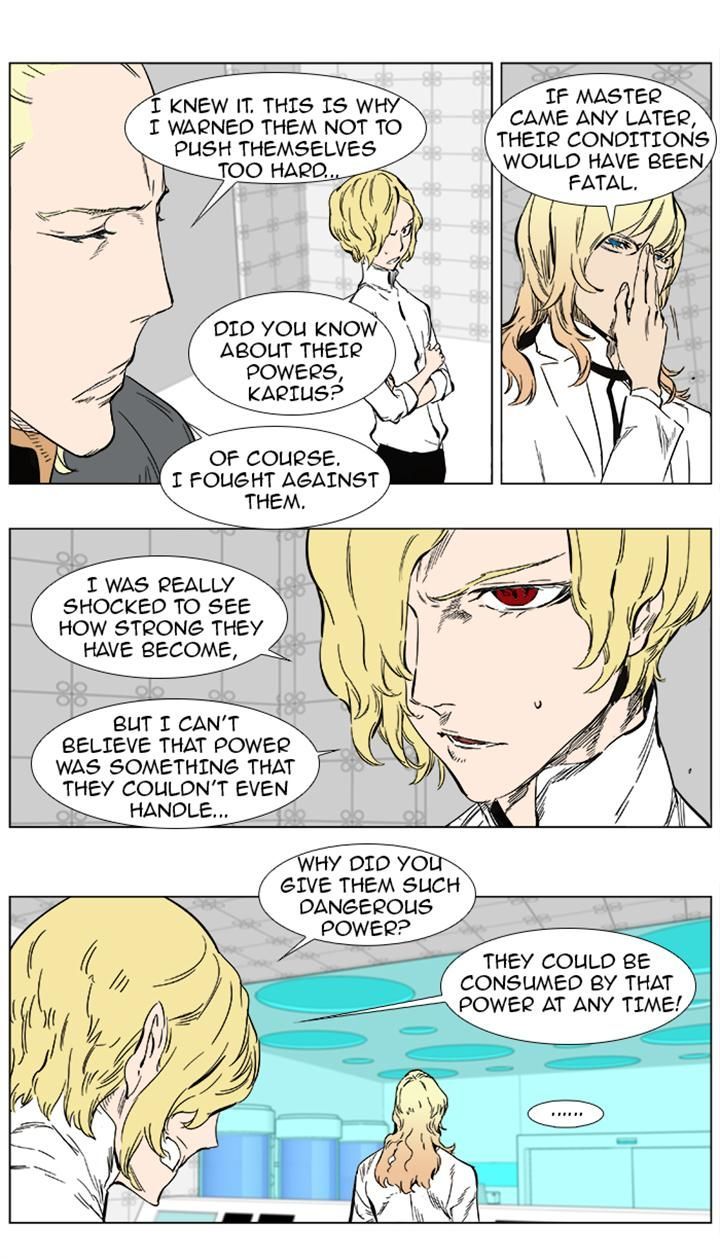 I KNEW IT. THIS IS WHY
I WARNED THEM NOT TO
PUSH THEMSELVES
TOO HARD...
IF MASTER
CAME ANY LATER,
THEIR CONDITIONS
WOULD HAVE BEEN
FATAL.
DID YOU KNOW
ABOUT THEIR
POWERS,
KARIUS?
OF COURSE.
I FOUGHT AGAINST
THEM.
I WAS REALLY
SHOCKED TO SEE
HOW STRONG THEY
HAVE BECOME,
BUT I CAN'T
BELIEVE THAT POWER
WAS SOMETHING THAT
THEY COULDN'T EVEN
HANDLE...
WHY DID YOU
GIVE THEM SUCH
DANGEROUS
POWER?
THEY COULD BE
CONSUMED BY THAT
POWER AT ANY TIME!
......